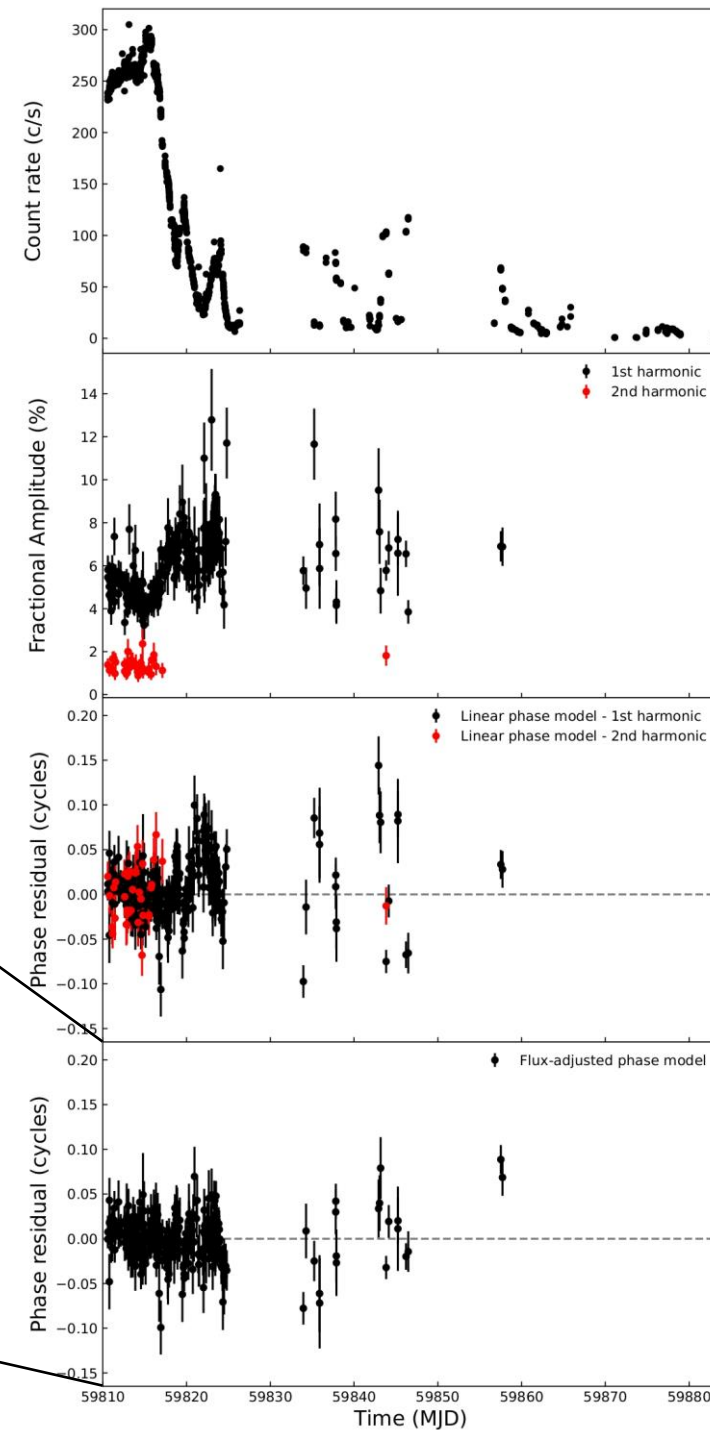 Count rate (c/s)
300
250
200
150
100
50
0
Fractional Amplitude (%)
14
12
10
8
6
4
2
0
1st harmonic
2nd harmonic
Phase residual (cycles)
0.20
0.15
0.10
0.05
0.00
−0.05
−0.10
−0.15
Linear phase model - 1st harmonic
Linear phase model - 2nd harmonic
Phase residual (cycles)
0.20
0.15
0.10
0.05
0.00
−0.05
−0.10
−0.15
Flux-adjusted phase model
59810 59820 59830 59840 59850 59860 59870 59880
Time (MJD)